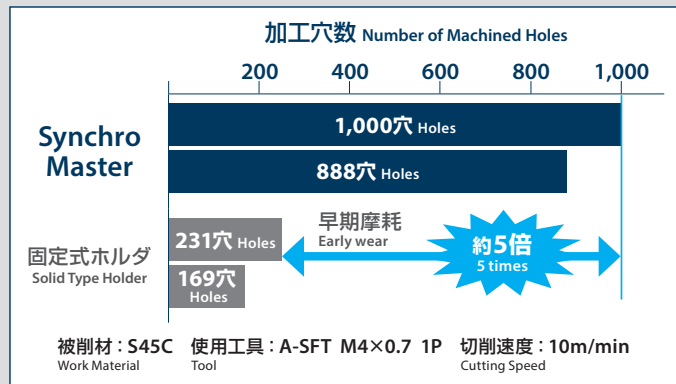 加工穴数 Number of Machined Holes
200 400 600 800 1,000
Synchro
Master
1,000穴 Holes
888穴 Holes
固定式ホルダ
Solid Type Holder
231穴 Holes
169穴
Holes
早期摩耗
Early wear
約5倍
5 times
被削材：S45C 使用工具：A-SFT M4×0.7 1P 切削速度：10m/min
Work Material Tool Cutting Speed